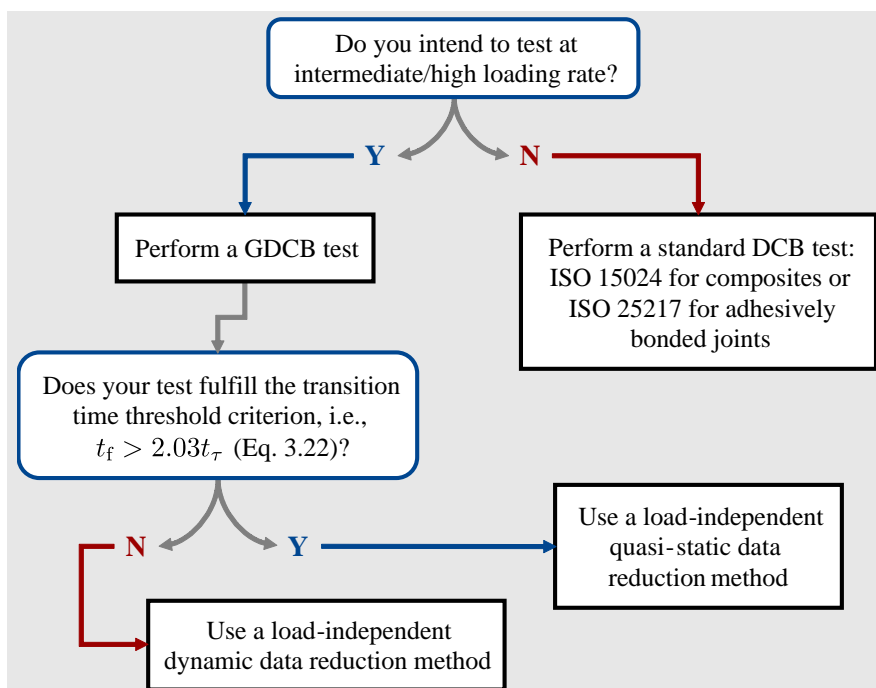 Do you intend to test at
intermediate/high loading rate?
Y
N
Perform a GDCB test
Perform a standard DCB test:
ISO 15024 for composites or
ISO 25217 for adhesively
bonded joints
Does your test fulfill the transition
time threshold criterion, i.e.,
t_f > 2.03t_τ (Eq. 3.22)?
N
Y
Use a load-independent
quasi-static data
reduction method
Use a load-independent
dynamic data reduction method